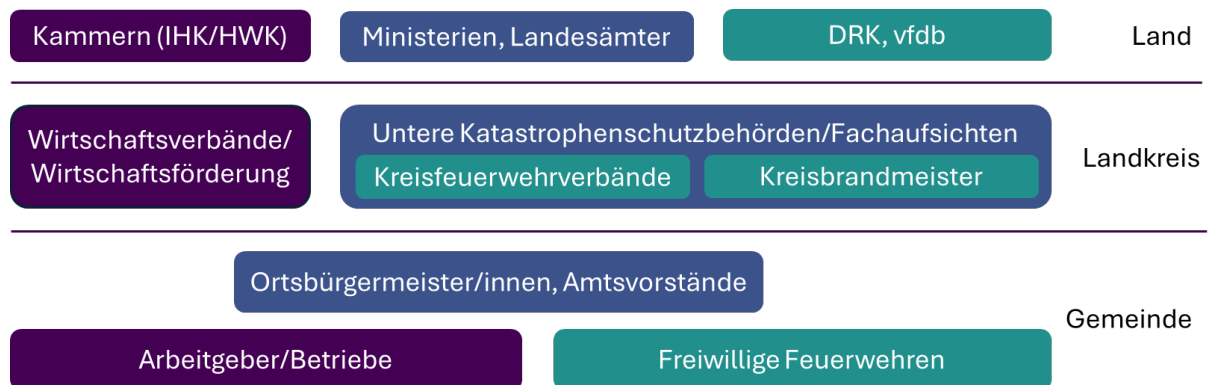 Kammern (IHK/HWK)
Ministerien, Landesämter
DRK, vfdb
Land
Wirtschaftsverbände/
Wirtschaftsförderung
Untere Katastrophenschutzbehörden/Fachaufsichten
Kreisfeuerwehrverbände
Kreisbrandmeister
Landkreis
Ortsbürgermeister/innen, Amtsvorstände
Gemeinde
Arbeitgeber/Betriebe
Freiwillige Feuerwehren